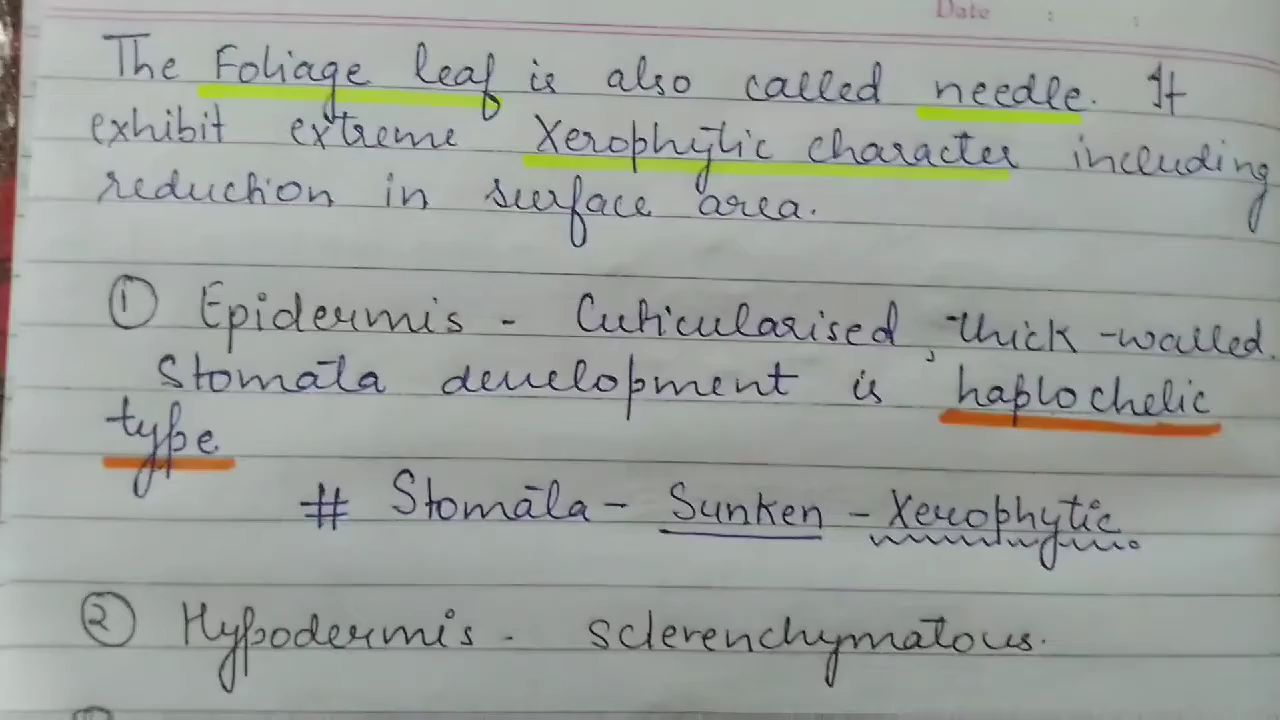 Date : :
The Foliage leaf is also called needle. It
exhibit extreme Xerophytic character including
reduction in surface area.
① Epidermis - Cuticularised, thick-walled.
Stomata development is haplochelic
type.
# Stomata - Sunken - Xerophytic
② Hypodermis - sclerenchymatous.